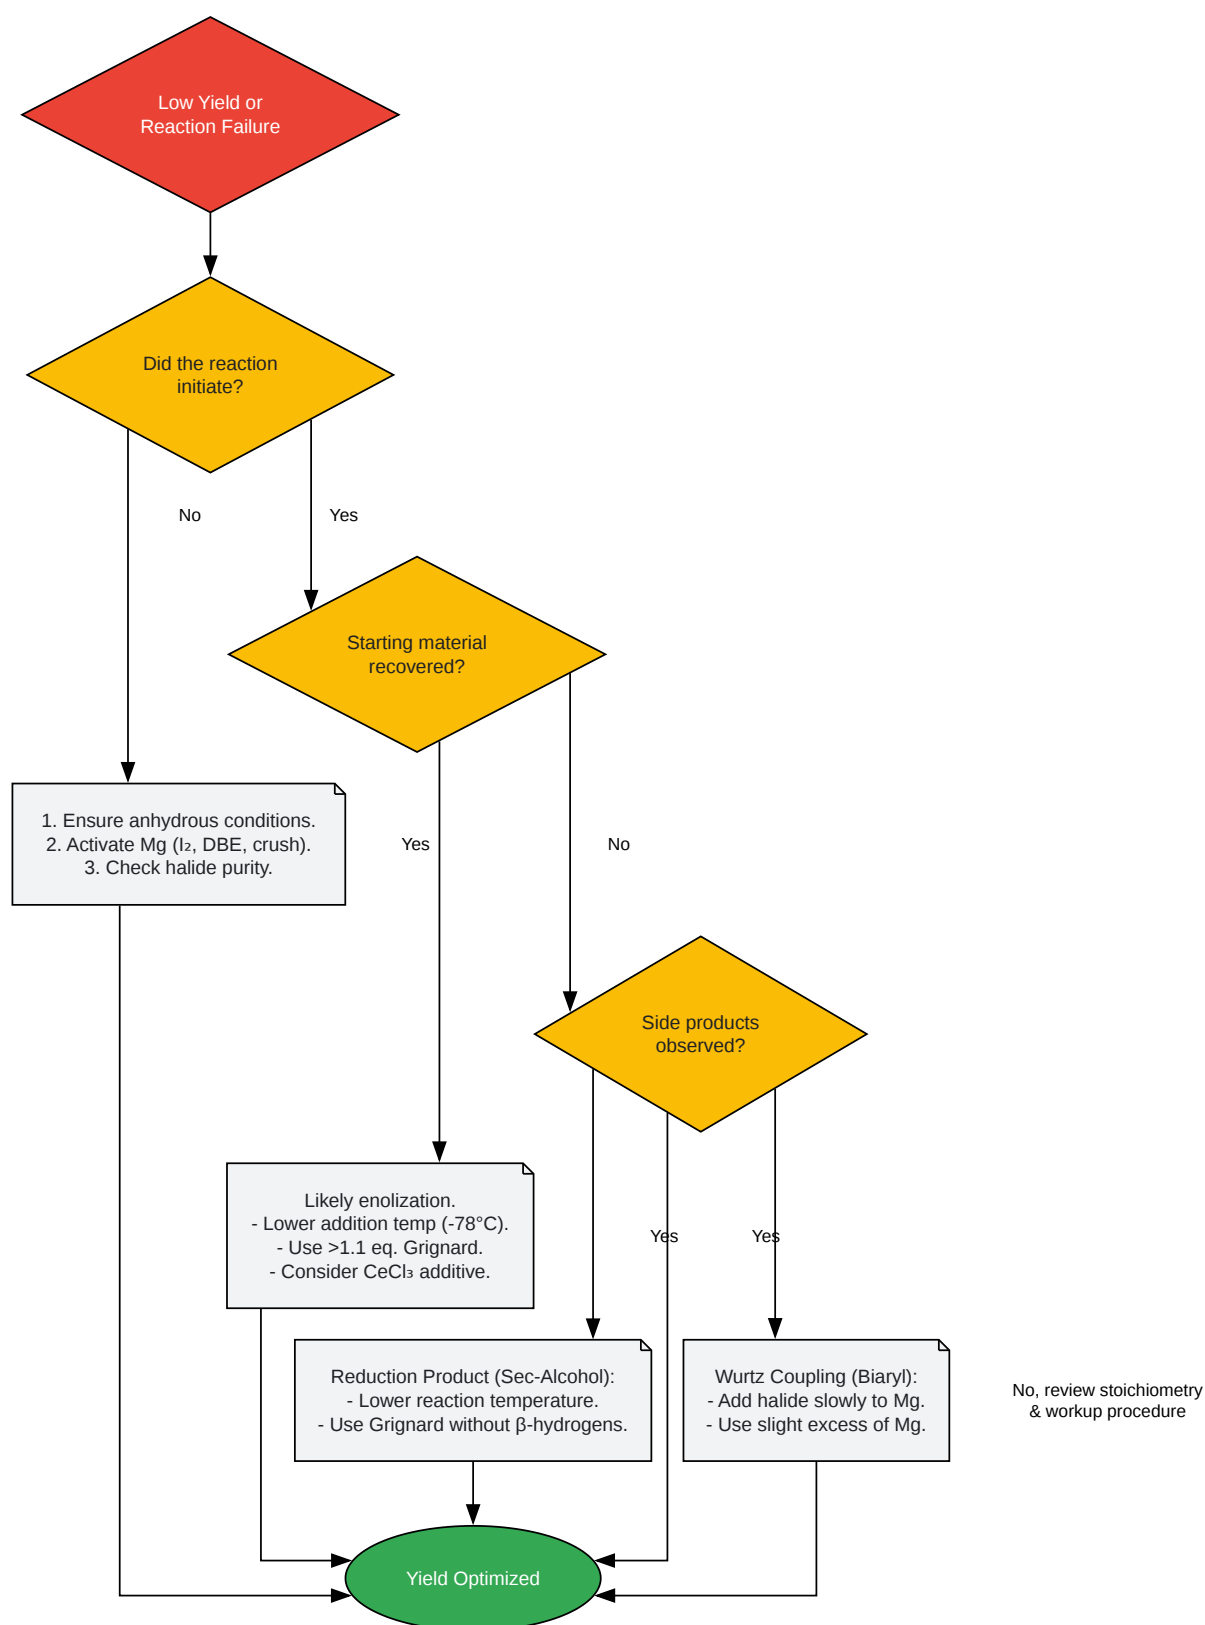 Low Yield or
Reaction Failure
Did the reaction
initiate?
No
Yes
Starting material
recovered?
1. Ensure anhydrous conditions.
2. Activate Mg (I₂, DBE, crush).
3. Check halide purity.
Yes
No
Side products
observed?
Likely enolization.
- Lower addition temp (-78°C).
- Use >1.1 eq. Grignard.
- Consider CeCl₃ additive.
Yes
Yes
Reduction Product (Sec-Alcohol):
- Lower reaction temperature.
- Use Grignard without β-hydrogens.
Wurtz Coupling (Biaryl):
- Add halide slowly to Mg.
- Use slight excess of Mg.
No, review stoichiometry
& workup procedure
Yield Optimized